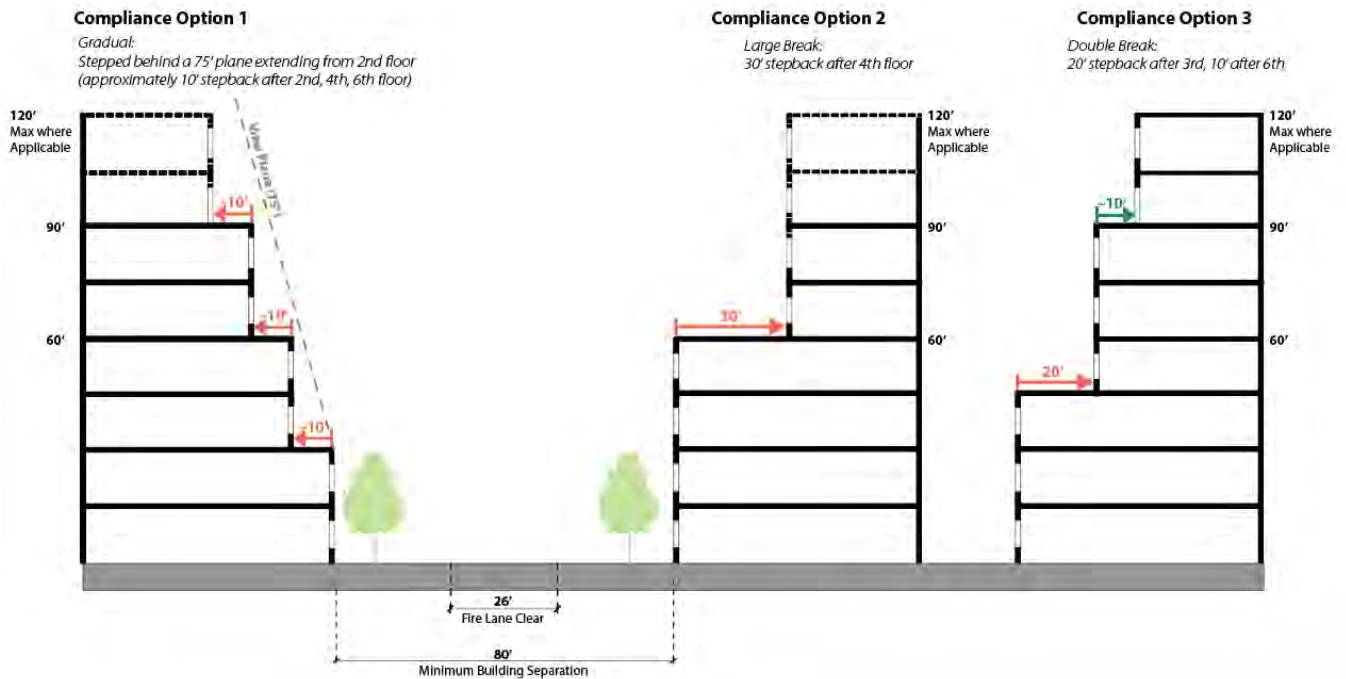 Compliance Option 1
Gradual:
Stepped behind a 75' plane extending from 2nd floor
(approximately 10' stepback after 2nd, 4th, 6th floor)
Compliance Option 2
Large Break:
30' stepback after 4th floor
Compliance Option 3
Double Break:
20' stepback after 3rd, 10' after 6th
120'
Max where
Applicable
90'
60'
View Plane (75')
~10'
~10'
~10'
120'
Max where
Applicable
90'
60'
30'
120'
Max where
Applicable
90'
60'
~10'
20'
26'
Fire Lane Clear
80'
Minimum Building Separation